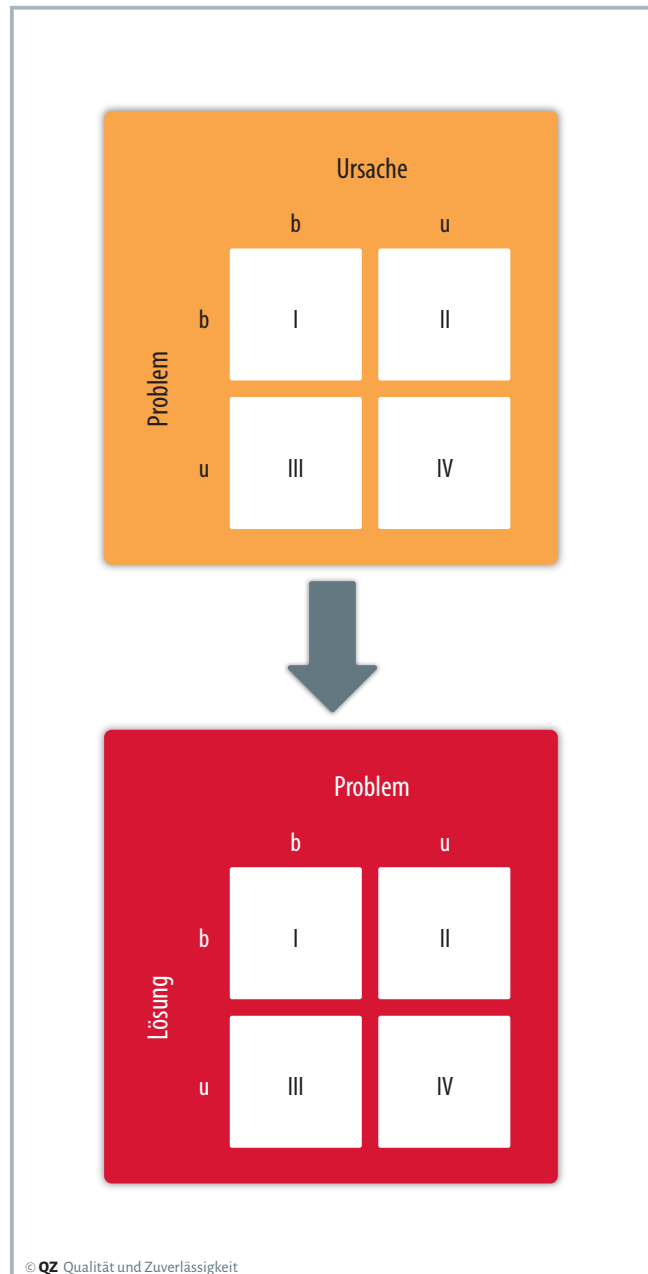 Ursache
b u
b I II
Problem
u III IV
Problem
b u
b I II
Lösung
u III IV
© QZ Qualität und Zuverlässigkeit